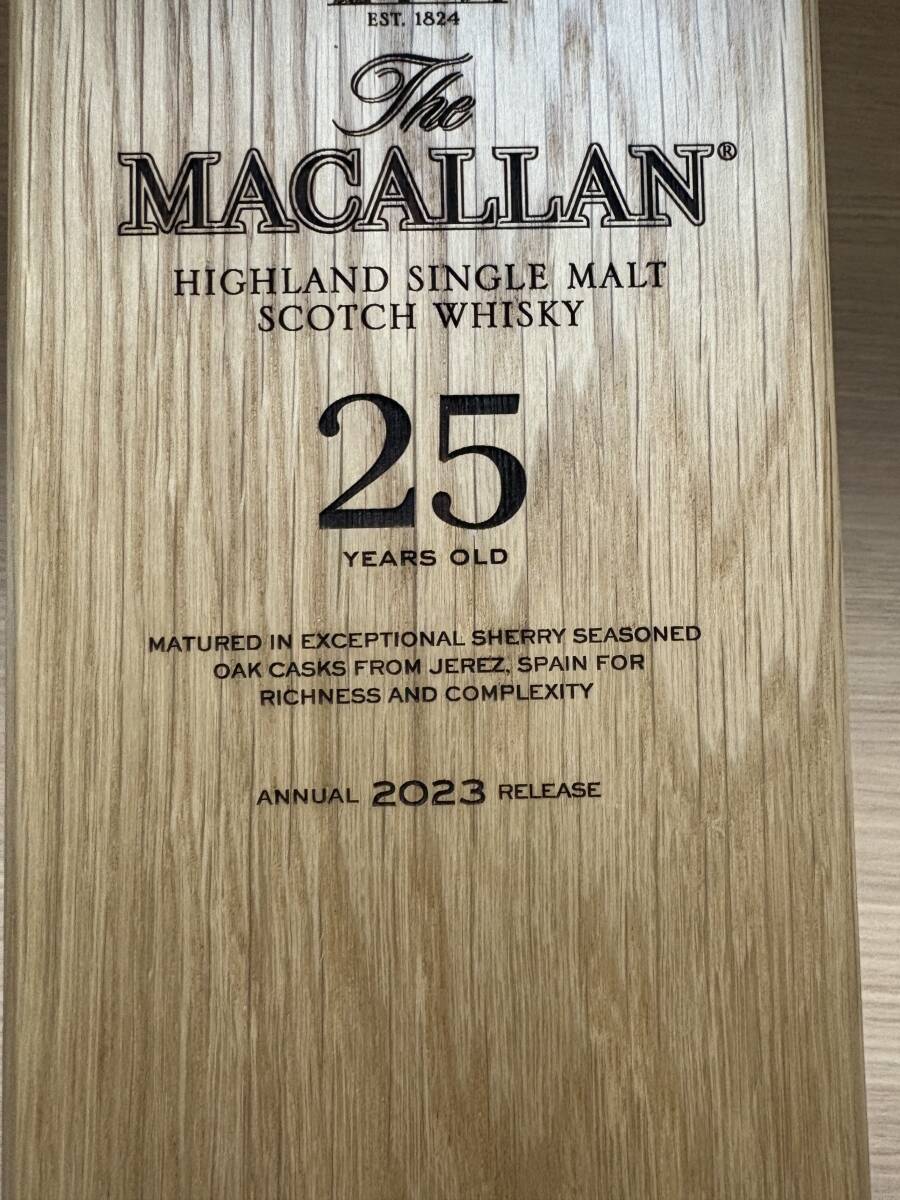 EST. 1824
The
MACALLAN®
HIGHLAND SINGLE MALT
SCOTCH WHISKY
25
YEARS OLD
MATURED IN EXCEPTIONAL SHERRY SEASONED
OAK CASKS FROM JEREZ, SPAIN FOR
RICHNESS AND COMPLEXITY
ANNUAL 2023 RELEASE